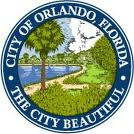 CITY OF ORLANDO, FLORIDA
THE CITY BEAUTIFUL